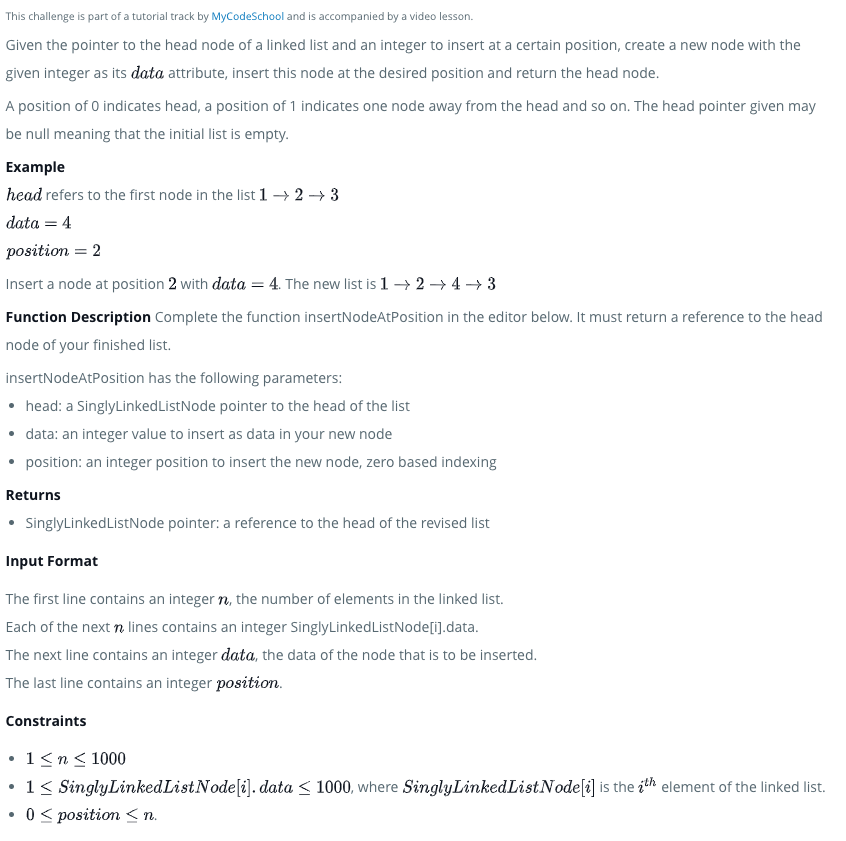 This challenge is part of a tutorial track by MyCodeSchool and is accompanied by a video lesson.
Given the pointer to the head node of a linked list and an integer to insert at a certain position, create a new node with the
given integer as its data attribute, insert this node at the desired position and return the head node.
A position of 0 indicates head, a position of 1 indicates one node away from the head and so on. The head pointer given may
be null meaning that the initial list is empty.
Example
head refers to the first node in the list 1 → 2 → 3
data = 4
position = 2
Insert a node at position 2 with data = 4. The new list is 1 → 2 → 4 → 3
Function Description Complete the function insertNodeAtPosition in the editor below. It must return a reference to the head
node of your finished list.
insertNodeAtPosition has the following parameters:
• head: a SinglyLinkedListNode pointer to the head of the list
• data: an integer value to insert as data in your new node
• position: an integer position to insert the new node, zero based indexing
Returns
• SinglyLinkedListNode pointer: a reference to the head of the revised list
Input Format
The first line contains an integer n, the number of elements in the linked list.
Each of the next n lines contains an integer SinglyLinkedListNode[i].data.
The next line contains an integer data, the data of the node that is to be inserted.
The last line contains an integer position.
Constraints
• 1 ≤ n ≤ 1000
• 1 ≤ SinglyLinkedListNode[i].data ≤ 1000, where SinglyLinkedListNode[i] is the i^th element of the linked list.
• 0 ≤ position ≤ n.